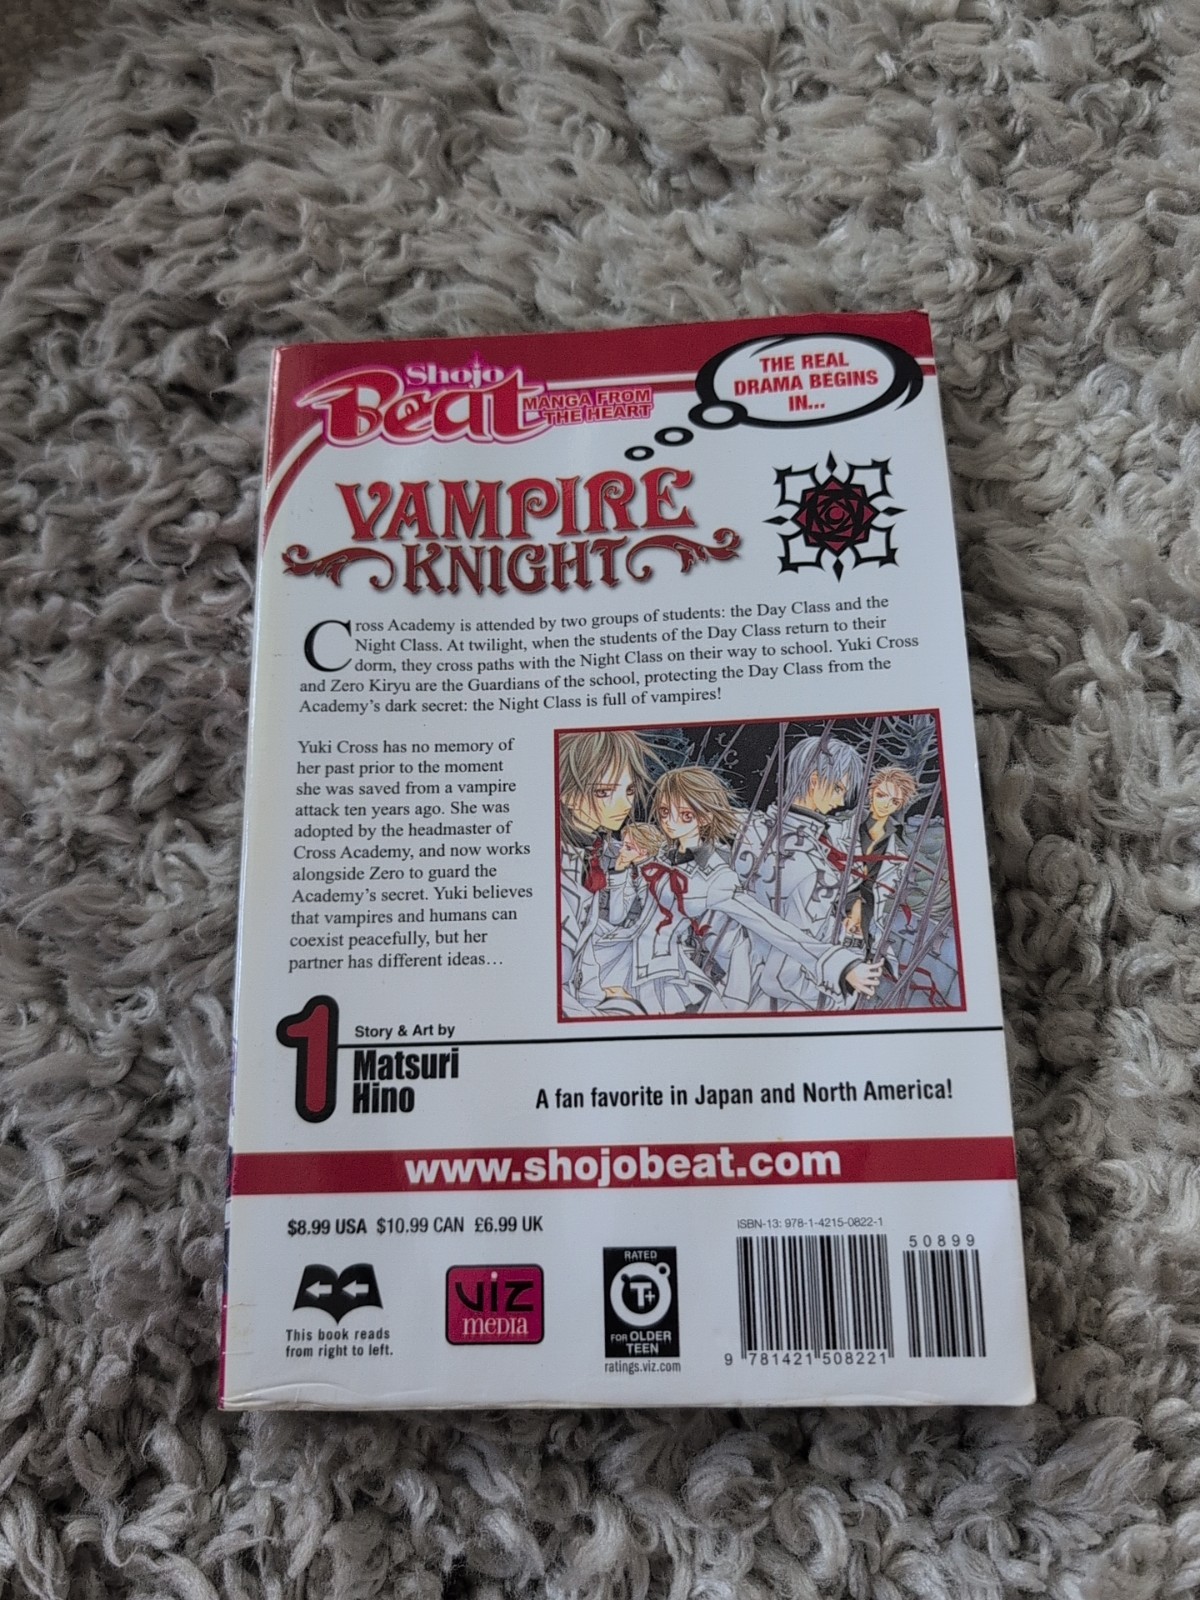 Shojo
Beat
MANGA FROM
THE HEART
THE REAL
DRAMA BEGINS
IN...
VAMPIRE
KNIGHT
Cross Academy is attended by two groups of students: the Day Class and the
Night Class. At twilight, when the students of the Day Class return to their
dorm, they cross paths with the Night Class on their way to school. Yuki Cross
and Zero Kiryu are the Guardians of the school, protecting the Day Class from the
Academy's dark secret: the Night Class is full of vampires!
Yuki Cross has no memory of
her past prior to the moment
she was saved from a vampire
attack ten years ago. She was
adopted by the headmaster of
Cross Academy, and now works
alongside Zero to guard the
Academy's secret. Yuki believes
that vampires and humans can
coexist peacefully, but her
partner has different ideas...
1
Story & Art by
Matsuri
Hino
A fan favorite in Japan and North America!
www.shojobeat.com
$8.99 USA $10.99 CAN £6.99 UK
This book reads
from right to left.
VIZ
MEDIA
RATED
T+
FOR OLDER
TEEN
ratings.viz.com
ISBN-13: 978-1-4215-0822-1
50899
9 781421 508221